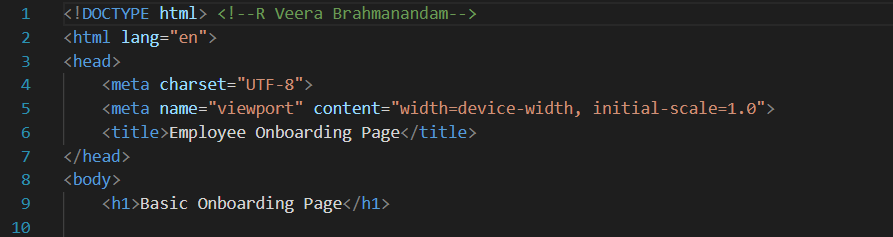 1 <!DOCTYPE html> <!--R Veera Brahmanandam-->
2 <html lang="en">
3 <head>
4     <meta charset="UTF-8">
5     <meta name="viewport" content="width=device-width, initial-scale=1.0">
6     <title>Employee Onboarding Page</title>
7 </head>
8 <body>
9     <h1>Basic Onboarding Page</h1>
10